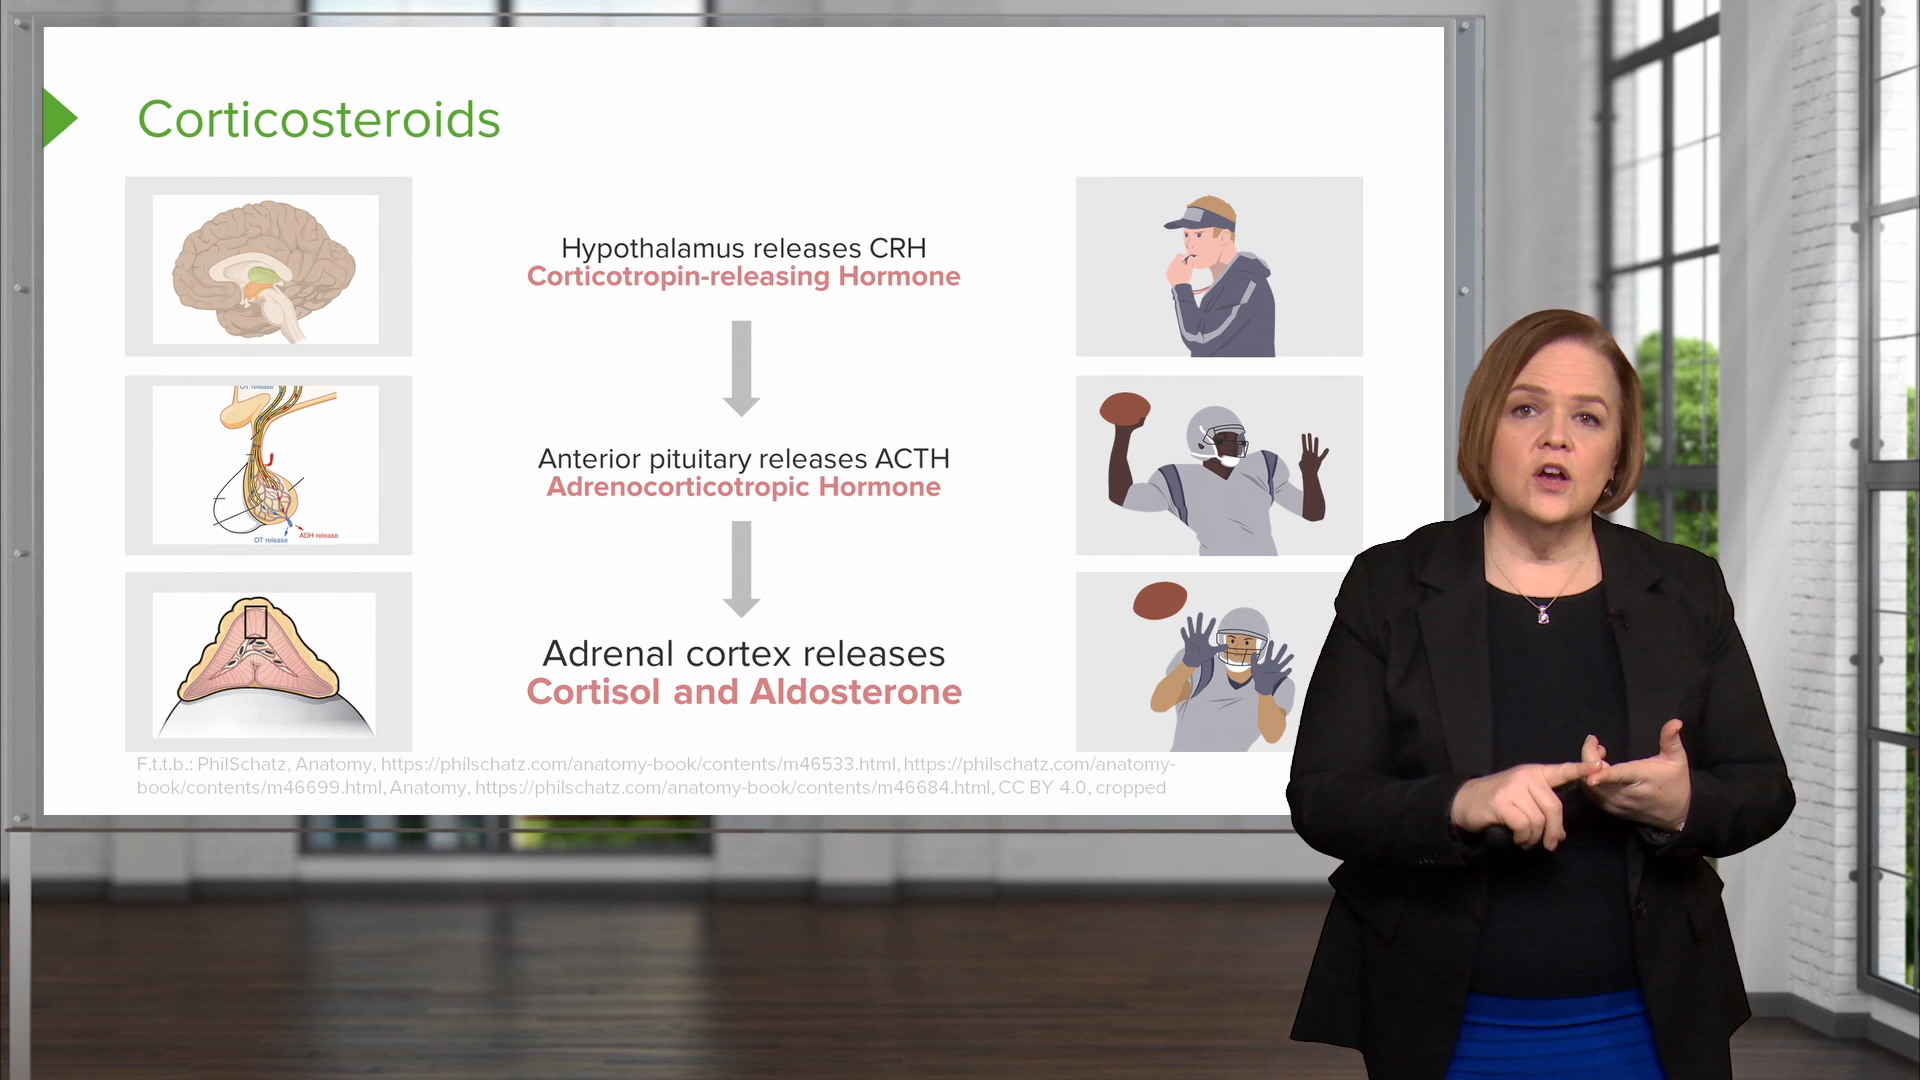 Corticosteroids
Hypothalamus releases CRH
Corticotropin-releasing Hormone
Anterior pituitary releases ACTH
Adrenocorticotropic Hormone
OT release
ADH release
Adrenal cortex releases
Cortisol and Aldosterone
F.t.t.b.: PhilSchatz, Anatomy, https://philschatz.com/anatomy-book/contents/m46533.html, https://philschatz.com/anatomy-
book/contents/m46699.html, Anatomy, https://philschatz.com/anatomy-book/contents/m46684.html, CC BY 4.0, cropped